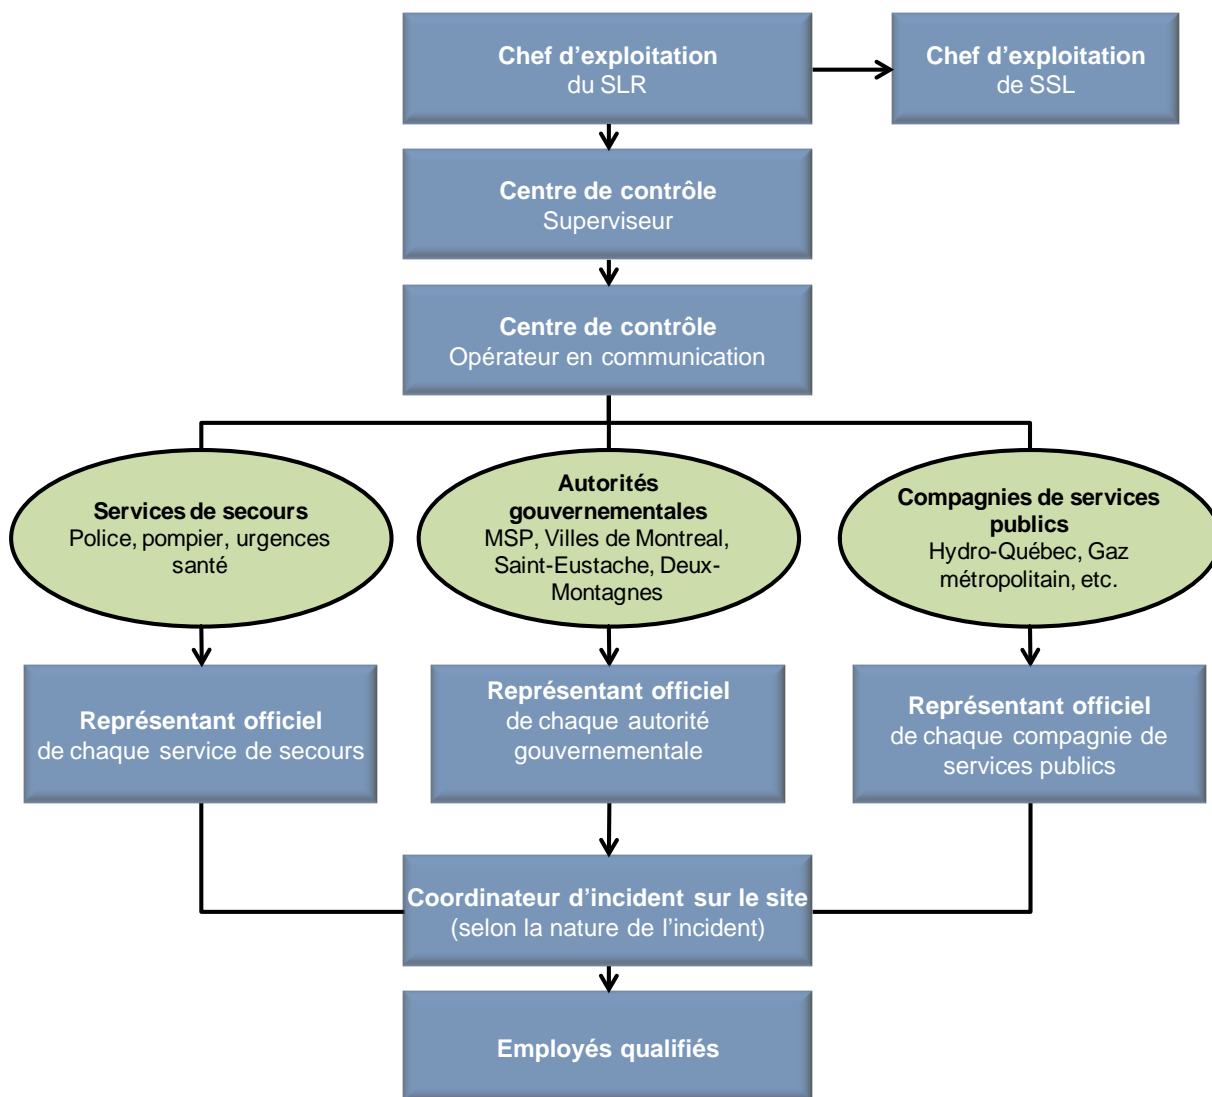 Chef d’exploitation
du SLR
Chef d’exploitation
de SSL
Centre de contrôle
Superviseur
Centre de contrôle
Opérateur en communication
Services de secours
Police, pompier, urgences
santé
Autorités
gouvernementales
MSP, Villes de Montreal,
Saint-Eustache, Deux-
Montagnes
Compagnies de services
publics
Hydro-Québec, Gaz
métropolitain, etc.
Représentant officiel
de chaque service de secours
Représentant officiel
de chaque autorité
gouvernementale
Représentant officiel
de chaque compagnie de
services publics
Coordinateur d’incident sur le site
(selon la nature de l’incident)
Employés qualifiés